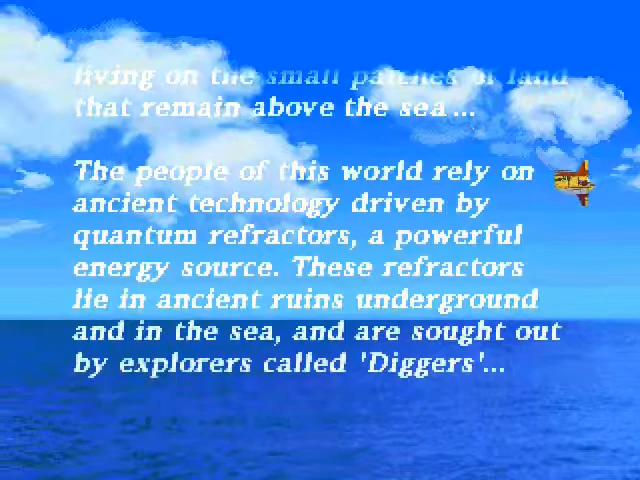 living on the small patches of land
that remain above the sea...
The people of this world rely on
ancient technology driven by
quantum refractors, a powerful
energy source. These refractors
lie in ancient ruins underground
and in the sea, and are sought out
by explorers called 'Diggers'...